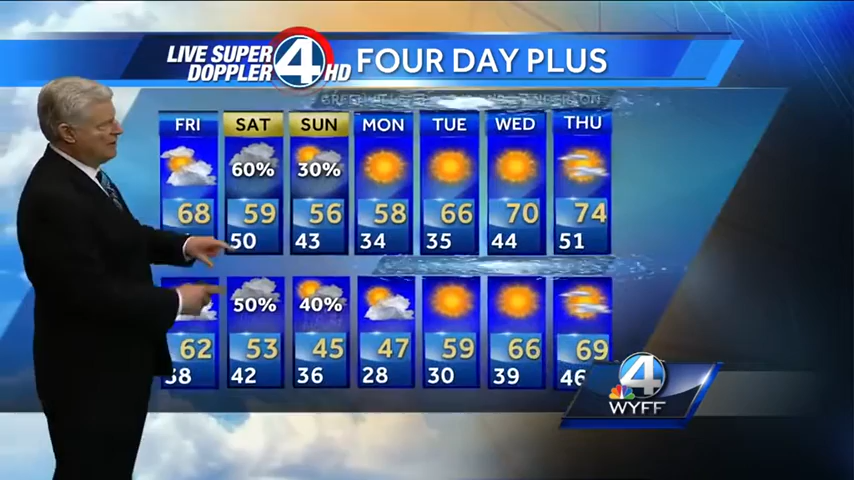 LIVE SUPER
DOPPLER 4 HD
FOUR DAY PLUS
FRI SAT SUN MON TUE WED THU
60% 30%
68 59 56 58 66 70 74
50 43 34 35 44 51
50% 40%
62 53 45 47 59 66 69
38 42 36 28 30 39 46
4
WYFF